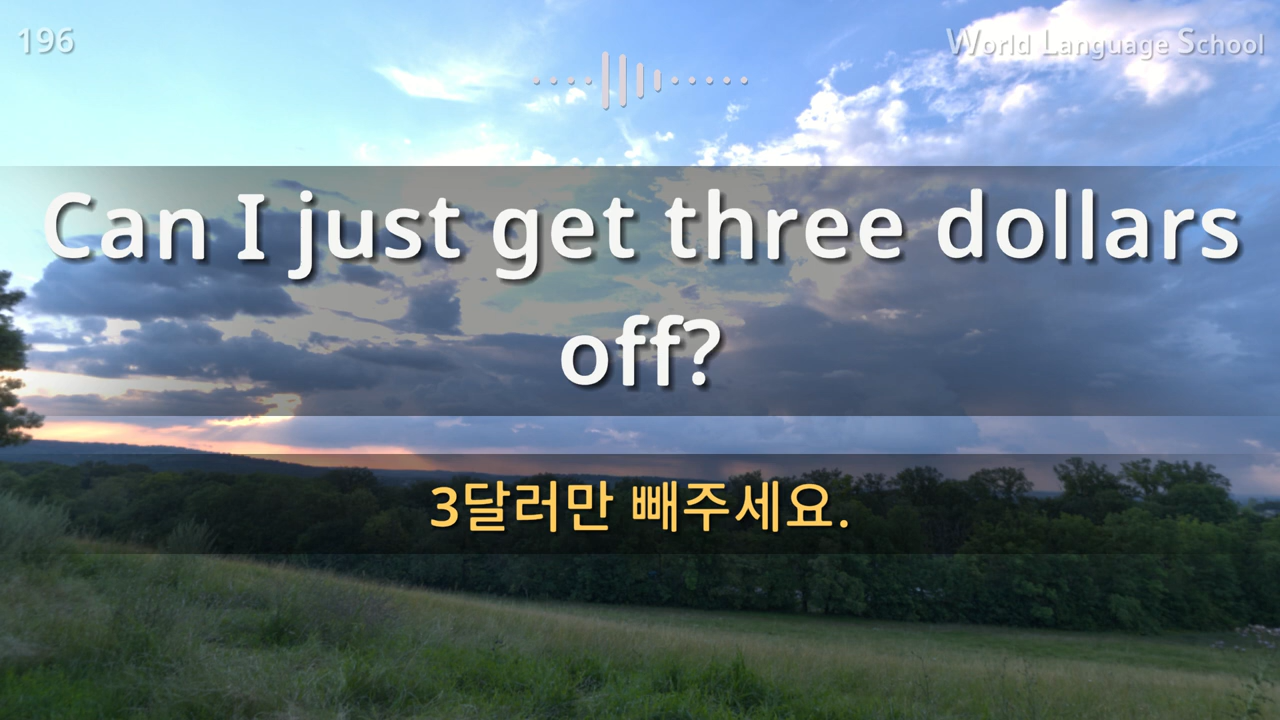 196
World Language School
Can I just get three dollars
off?
3달러만 빼주세요.